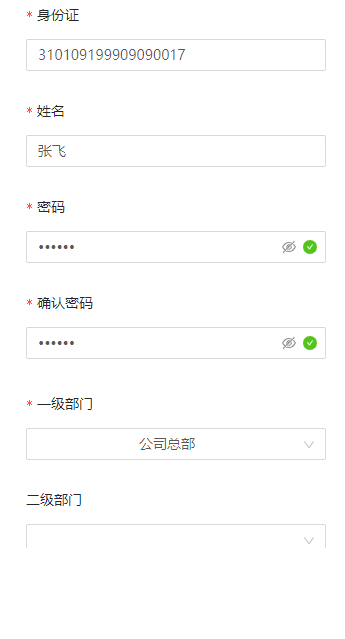 * 身份证
310109199909090017
* 姓名
张飞
* 密码
••••••
* 确认密码
••••••
* 一级部门
公司总部
二级部门